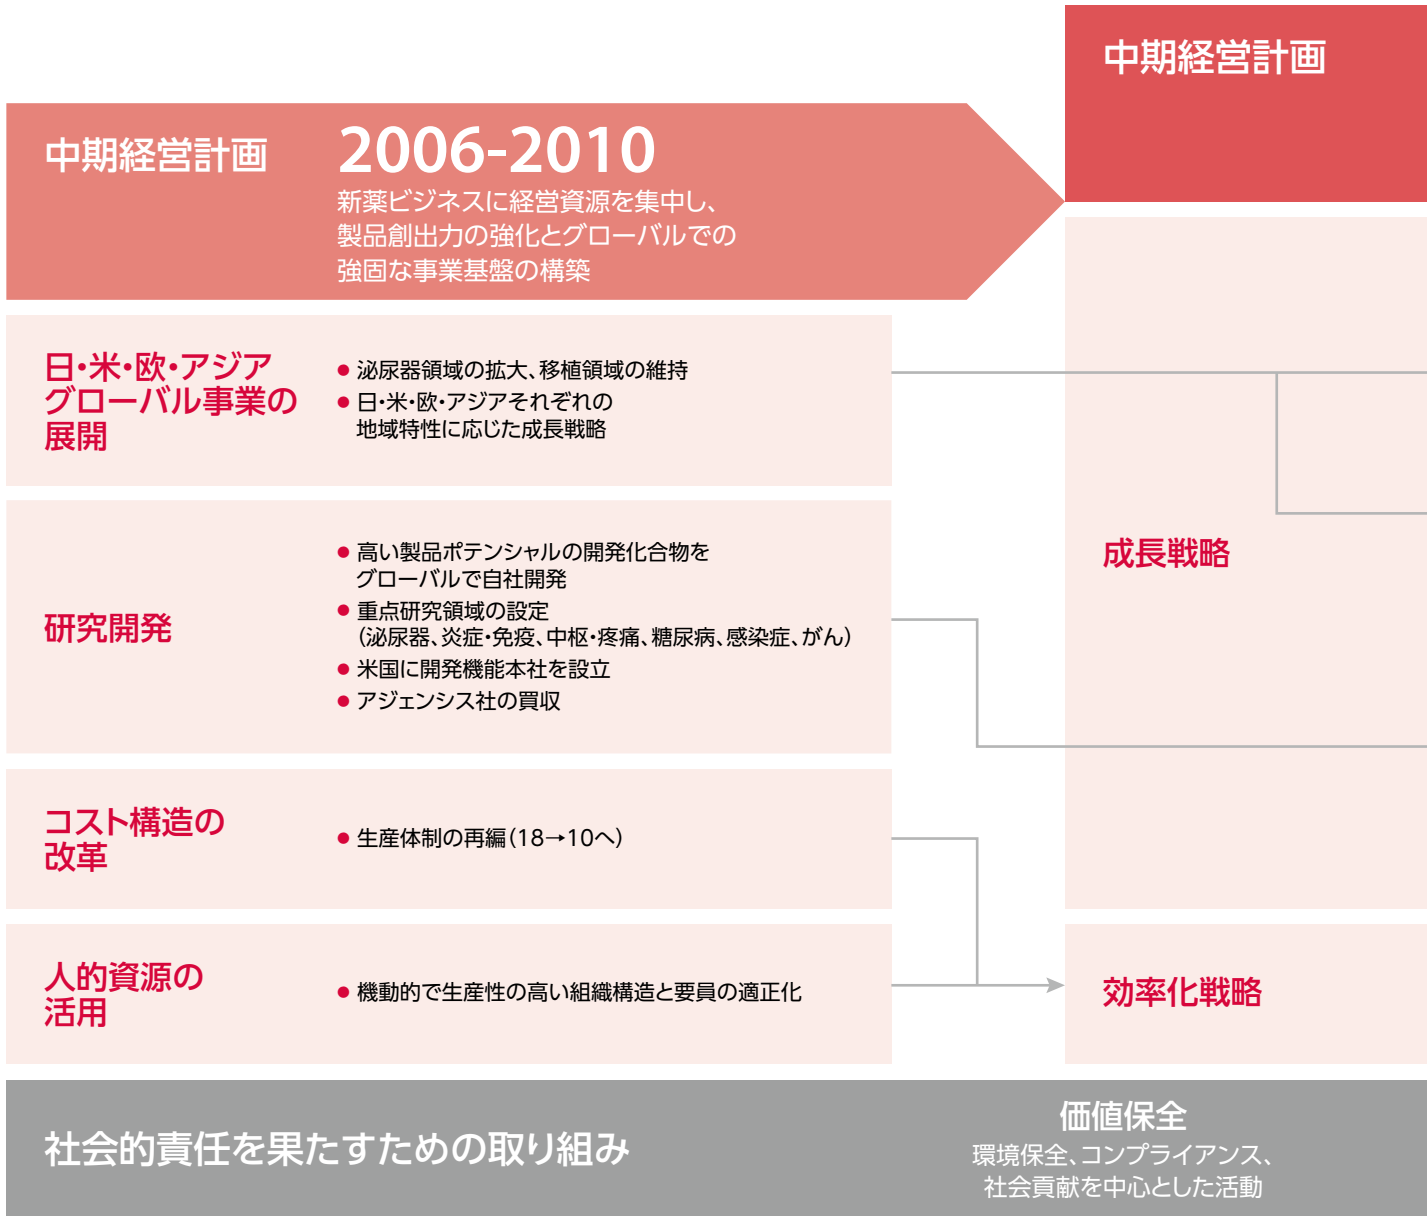 中期経営計画
中期経営計画
2006-2010
新薬ビジネスに経営資源を集中し、
製品創出力の強化とグローバルでの
強固な事業基盤の構築
日・米・欧・アジア
グローバル事業の
展開
● 泌尿器領域の拡大、移植領域の維持
● 日・米・欧・アジアそれぞれの
地域特性に応じた成長戦略
研究開発
● 高い製品ポテンシャルの開発化合物を
グローバルで自社開発
● 重点研究領域の設定
（泌尿器、炎症・免疫、中枢・疼痛、糖尿病、感染症、がん）
● 米国に開発機能本社を設立
● アジェンシス社の買収
成長戦略
コスト構造の
改革
● 生産体制の再編（18→10へ）
人的資源の
活用
● 機動的で生産性の高い組織構造と要員の適正化
効率化戦略
社会的責任を果たすための取り組み
価値保全
環境保全、コンプライアンス、
社会貢献を中心とした活動